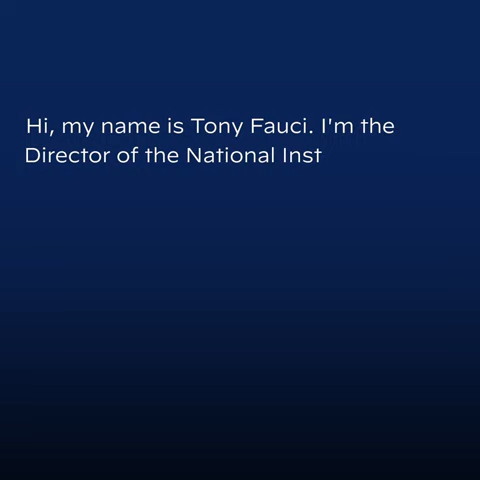 Hi, my name is Tony Fauci. I'm the
Director of the National Inst